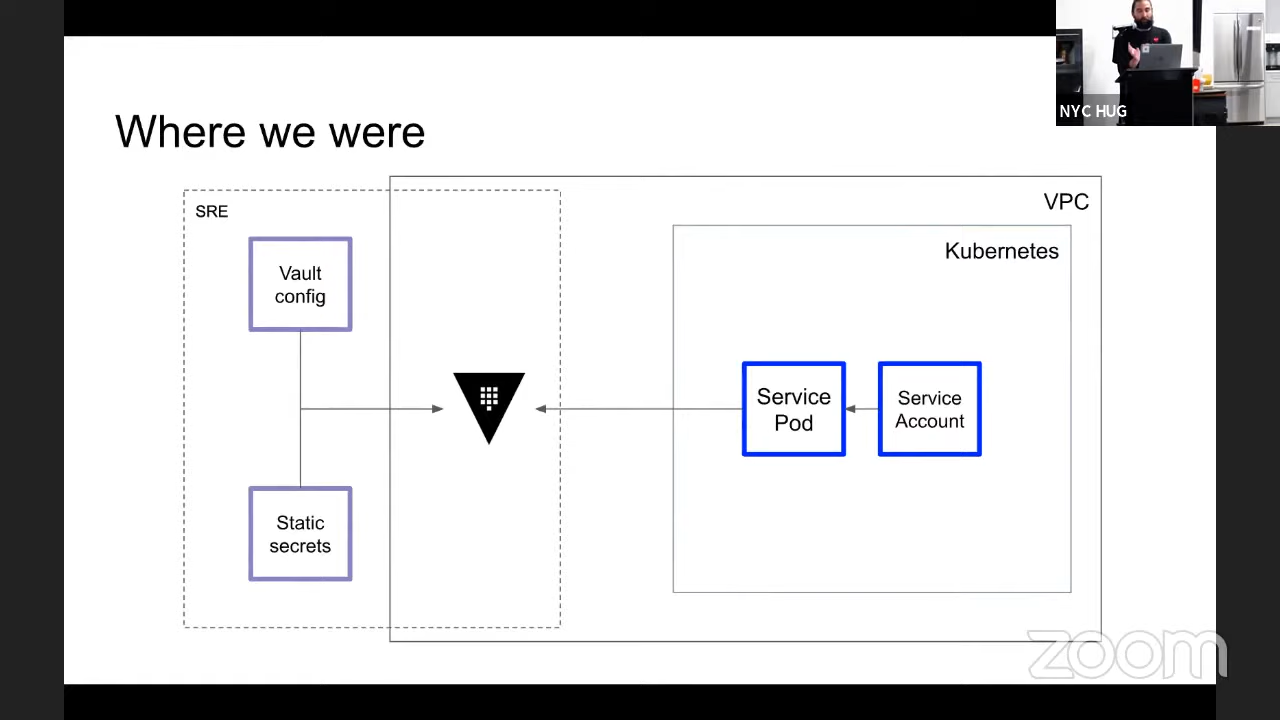 NYC HUG
Where we were
SRE
VPC
Kubernetes
Vault
config
Service
Pod
Service
Account
Static
secrets
zoom